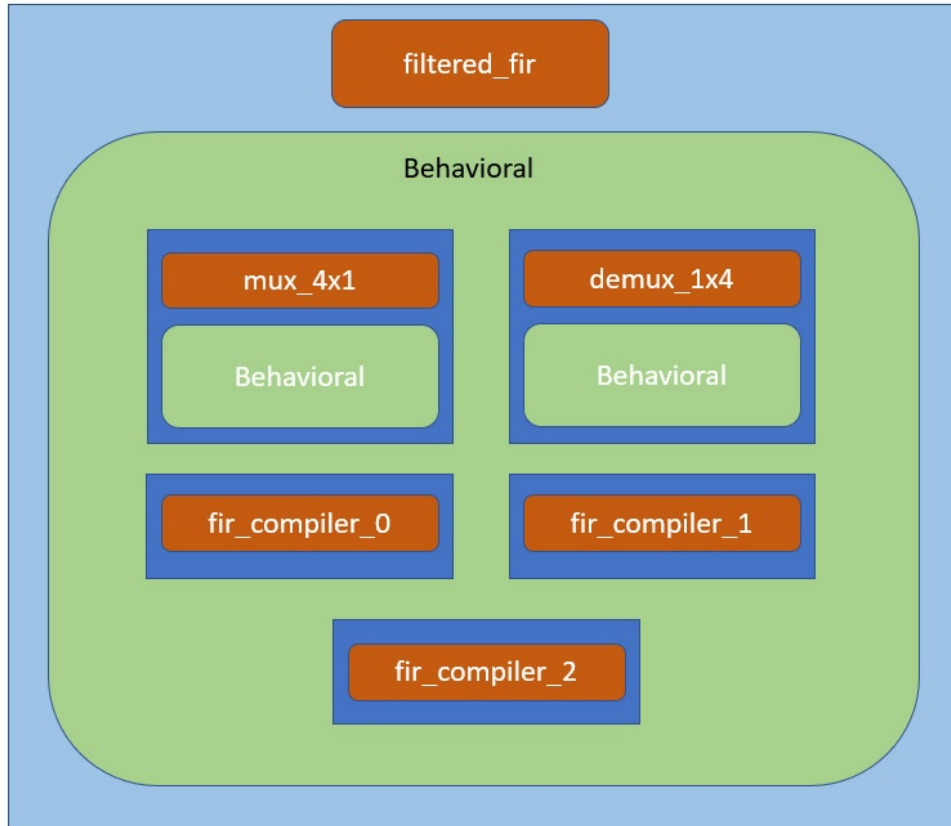 filtered_fir
Behavioral
mux_4x1
demux_1x4
Behavioral
Behavioral
fir_compiler_0
fir_compiler_1
fir_compiler_2